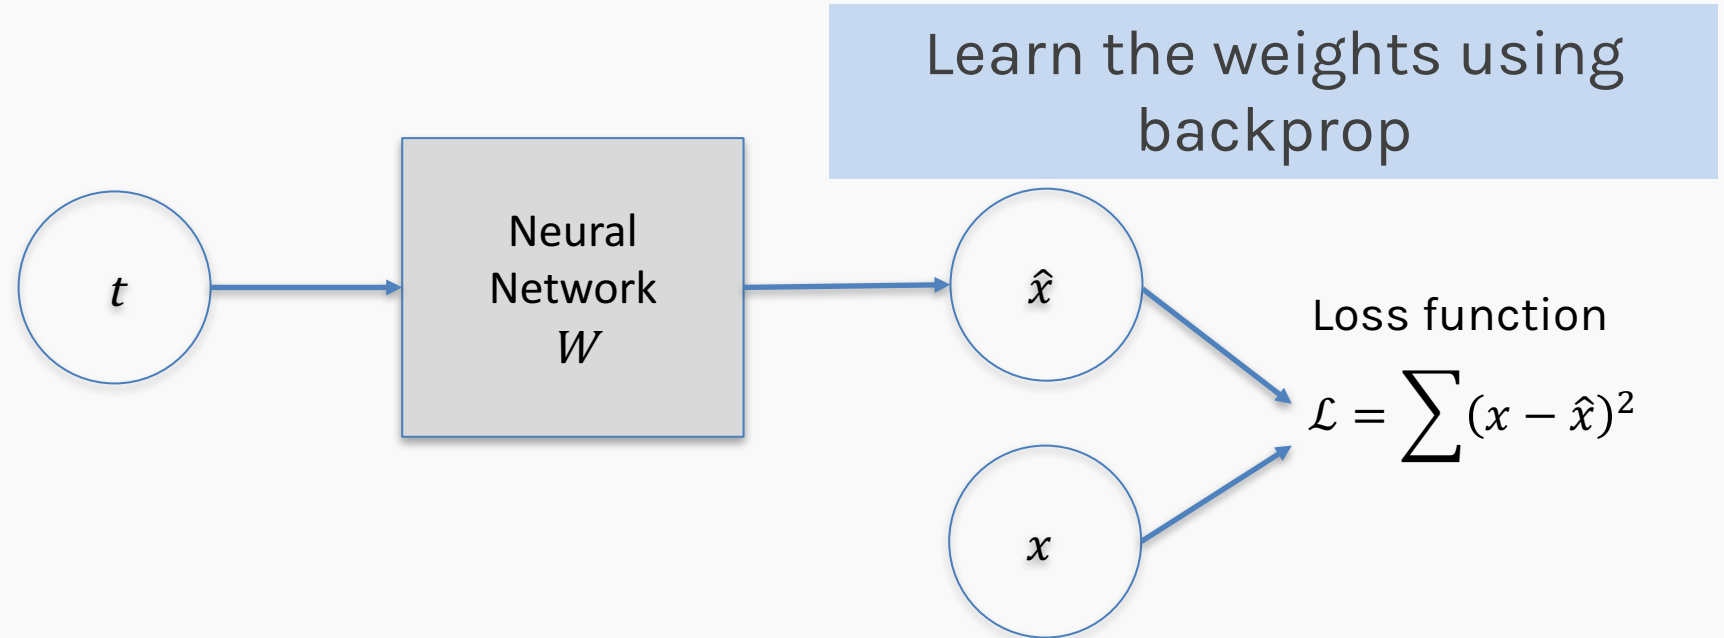 Learn the weights using
backprop
t
Neural
Network
W
x̂
x
Loss function
ℒ = ∑(x − x̂)²